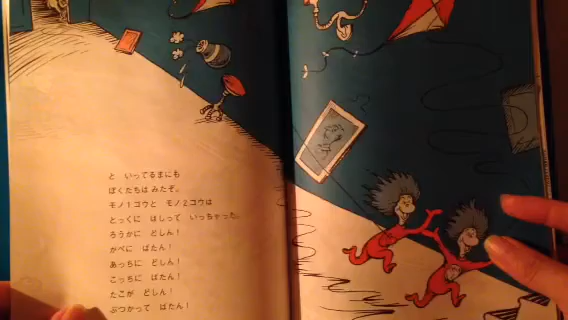 と いってるまにも
ぼくたちは みたぞ。
モノ1ゴウと モノ2ゴウは
とっくに はしって いっちゃった。
ろうかに どしん！
かべに ばたん！
あっちに どしん！
こっちに ばたん！
たこが どしん！
ぶつかって ばたん！